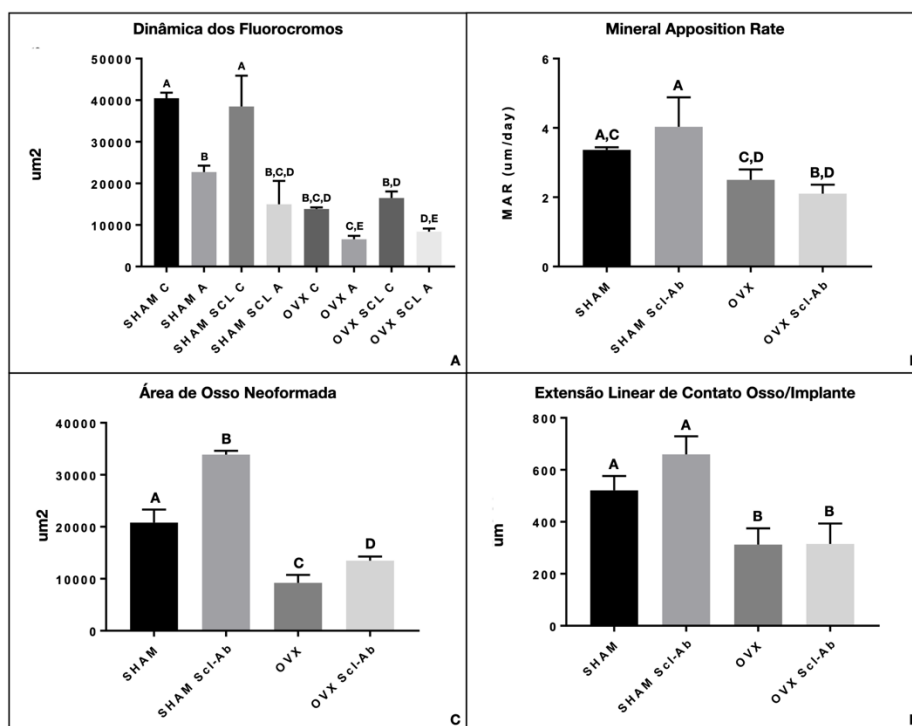 Dinâmica dos Fluorocromos
um2
50000
40000
30000
20000
10000
0
A
B
A
B,C,D
B,C,D
C,E
B,D
D,E
SHAM C
SHAM A
SHAM SCL C
SHAM SCL A
OVX C
OVX A
OVX SCL C
OVX SCL A
A
Mineral Apposition Rate
MAR (um/day)
6
4
2
0
A,C
A
C,D
B,D
SHAM
SHAM Scl-Ab
OVX
OVX Scl-Ab
Área de Osso Neoformada
um2
40000
30000
20000
10000
0
A
B
C
D
SHAM
SHAM Scl-Ab
OVX
OVX Scl-Ab
C
Extensão Linear de Contato Osso/Implante
um
800
600
400
200
0
A
A
B
B
SHAM
SHAM Scl-Ab
OVX
OVX Scl-Ab